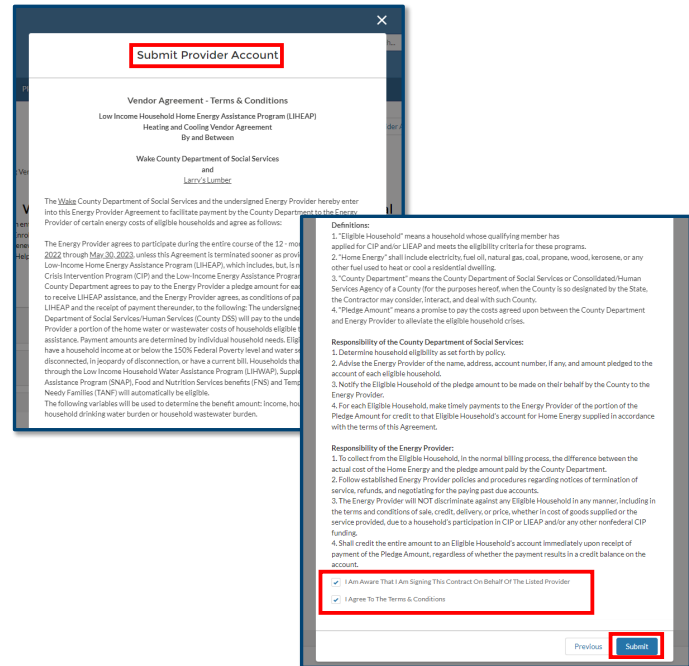 Submit Provider Account
Vendor Agreement - Terms & Conditions
Low Income Household Home Energy Assistance Program (LIHEAP)
Heating and Cooling Vendor Agreement
By and Between
Wake County Department of Social Services
and
Larry's Lumber
The Wake County Department of Social Services and the undersigned Energy Provider hereby enter
into this Energy Provider Agreement to facilitate payment by the County Department to the Energy
Provider of certain energy costs of eligible households and agree as follows:
The Energy Provider agrees to participate during the entire course of the 12 -
2022 through May 30, 2023, unless this Agreement is terminated sooner as
Low-Income Home Energy Assistance Program (LIHEAP), which includes, but, is
Crisis Intervention Program (CIP) and the Low-Income Energy Assistance
County Department agrees to pay to the Energy Provider a pledge amount for
to receive LIHEAP assistance, and the Energy Provider agrees, as conditions of
LIHEAP and the receipt of payment thereunder, to the following: The undersigned
Department of Social Services/Human Services (County DSS) will pay to the
Provider a portion of the home water or wastewater costs of households eligible
assistance. Payment amounts are determined by individual household needs.
have a household income at or below the 150% Federal Poverty level and water
disconnected, in jeopardy of disconnection, or have a current bill. Households
through the Low Income Household Water Assistance Program (LIHWAP),
Assistance Program (SNAP), Food and Nutrition Services benefits (FNS) and
Needy Families (TANF) will automatically be eligible.
The following variables will be used to determine the benefit amount: income,
household drinking water burden or household wastewater burden.
Definitions:
1. "Eligible Household" means a household whose qualifying member has
applied for CIP and/or LIEAP and meets the eligibility criteria for these programs.
2. "Home Energy" shall include electricity, fuel oil, natural gas, coal, propane, wood, kerosene, or any
other fuel used to heat or cool a residential dwelling.
3. "County Department" means the County Department of Social Services or Consolidated/Human
Services Agency of a County (for the purposes hereof, when the County is so designated by the State,
the Contractor may consider, interact, and deal with such County.
4. "Pledge Amount" means a promise to pay the costs agreed upon between the County Department
and Energy Provider to alleviate the eligible household crises.
Responsibility of the County Department of Social Services:
1. Determine household eligibility as set forth by policy.
2. Advise the Energy Provider of the name, address, account number, if any, and amount pledged to the
account of each eligible household.
3. Notify the Eligible Household of the pledge amount to be made on their behalf by the County to the
Energy Provider.
4. For each Eligible Household, make timely payments to the Energy Provider of the portion of the
Pledge Amount for credit to that Eligible Household's account for Home Energy supplied in accordance
with the terms of this Agreement.
Responsibility of the Energy Provider:
1. To collect from the Eligible Household, in the normal billing process, the difference between the
actual cost of the Home Energy and the pledge amount paid by the County Department.
2. Follow established Energy Provider policies and procedures regarding notices of termination of
service, refunds, and negotiating for the paying past due accounts.
3. The Energy Provider will NOT discriminate against any Eligible Household in any manner, including in
the terms and conditions of sale, credit, delivery, or price, whether in cost of goods supplied or the
service provided, due to a household's participation in CIP or LIEAP and/or any other nonfederal CIP
funding.
4. Shall credit the entire amount to an Eligible Household's account immediately upon receipt of
payment of the Pledge Amount, regardless of whether the payment results in a credit balance on the
account.
I Am Aware That I Am Signing This Contract On Behalf Of The Listed Provider
I Agree To The Terms & Conditions
Previous Submit